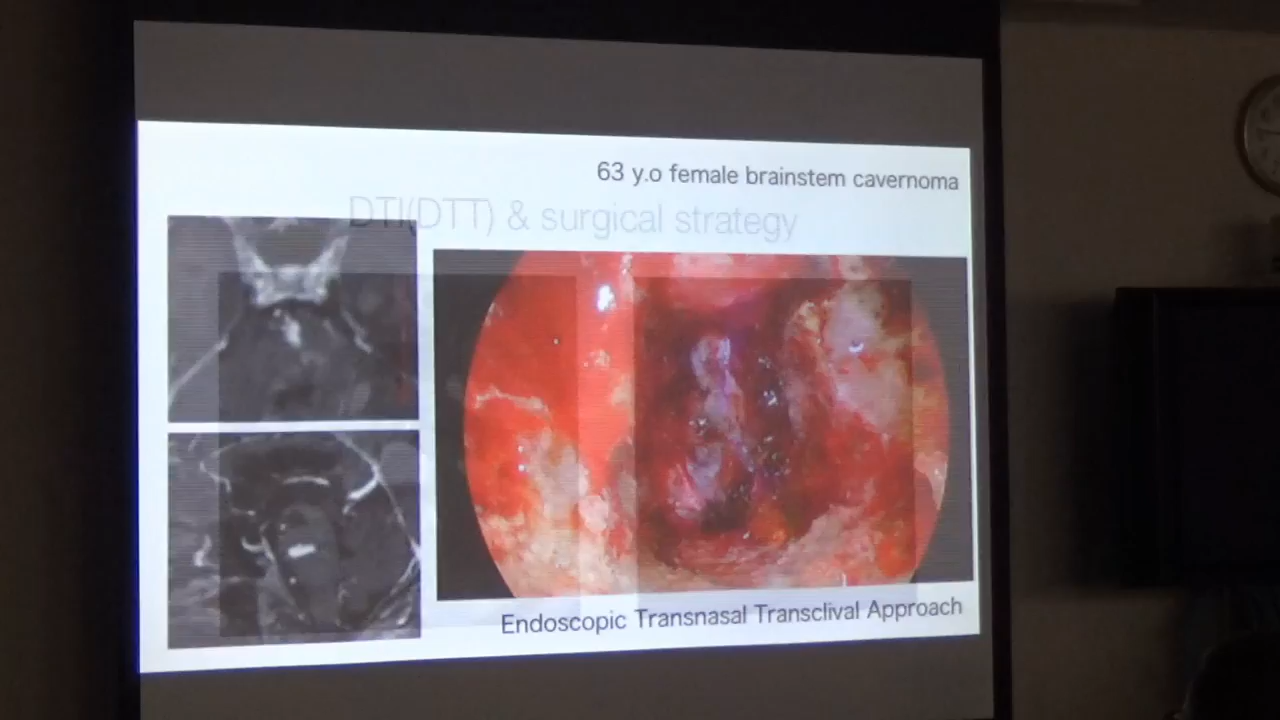 63 y.o female brainstem cavernoma
DTI(DTT) & surgical strategy
Endoscopic Transnasal Transclival Approach